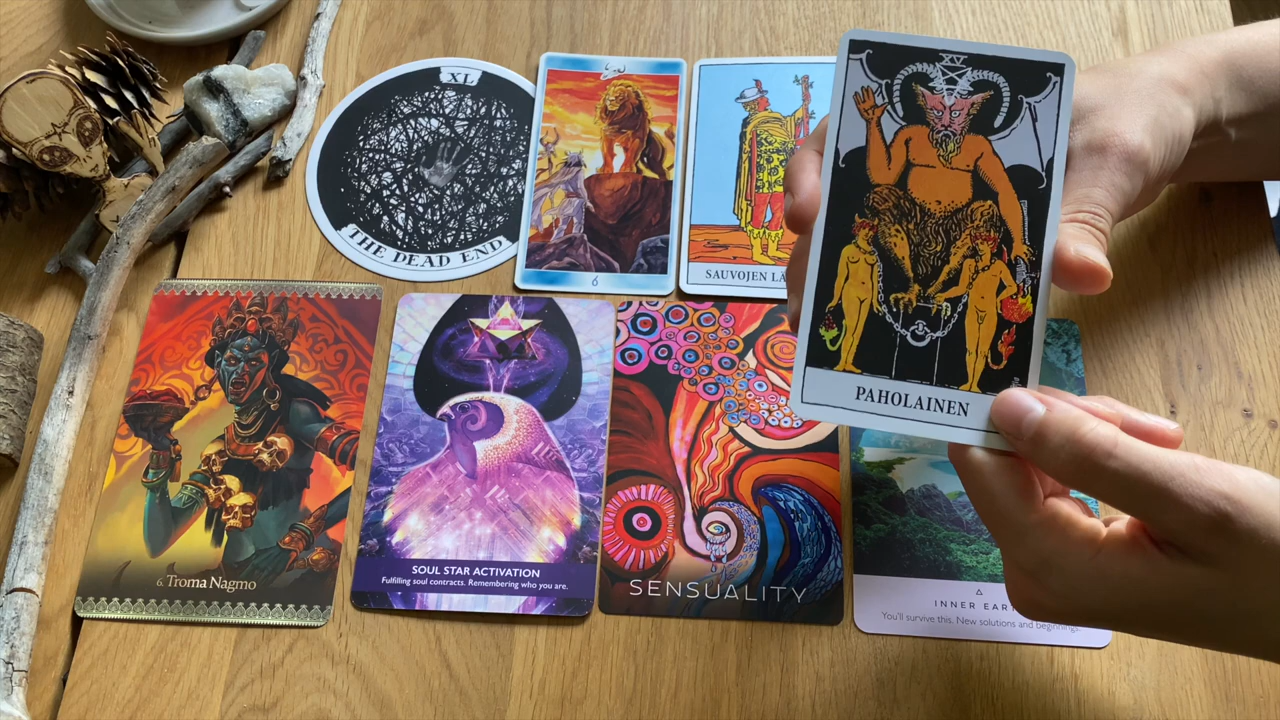 XL
THE DEAD END
6
SAUVOJEN
XV
PAHOLAINEN
6. Troma Nagmo
SOUL STAR ACTIVATION
Fulfilling soul contracts. Remembering who you are.
SENSUALITY
INNER
You'll survive this. New solutions and beginnings.